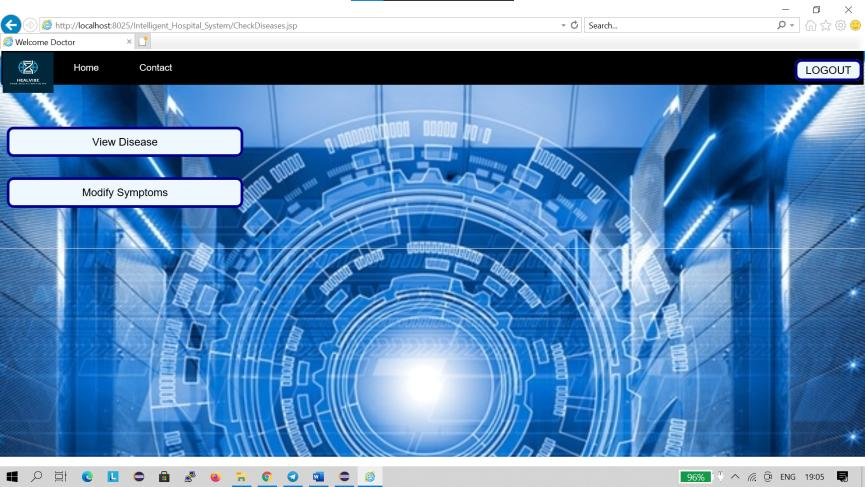 http://localhost:8025/Intelligent_Hospital_System/CheckDiseases.jsp
Search...
Welcome Doctor
HEALVIBE
Home
Contact
LOGOUT
View Disease
Modify Symptoms
96%
ENG
19:05